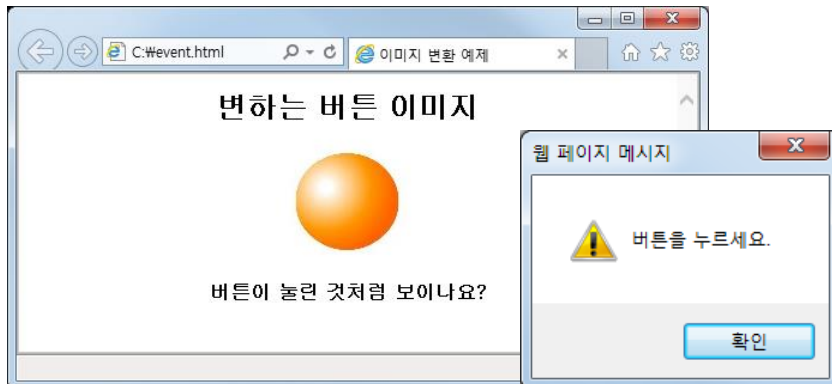 C:₩event.html
이미지 변환 예제
변하는 버튼 이미지
버튼이 눌린 것처럼 보이나요?
웹 페이지 메시지
버튼을 누르세요.
확인